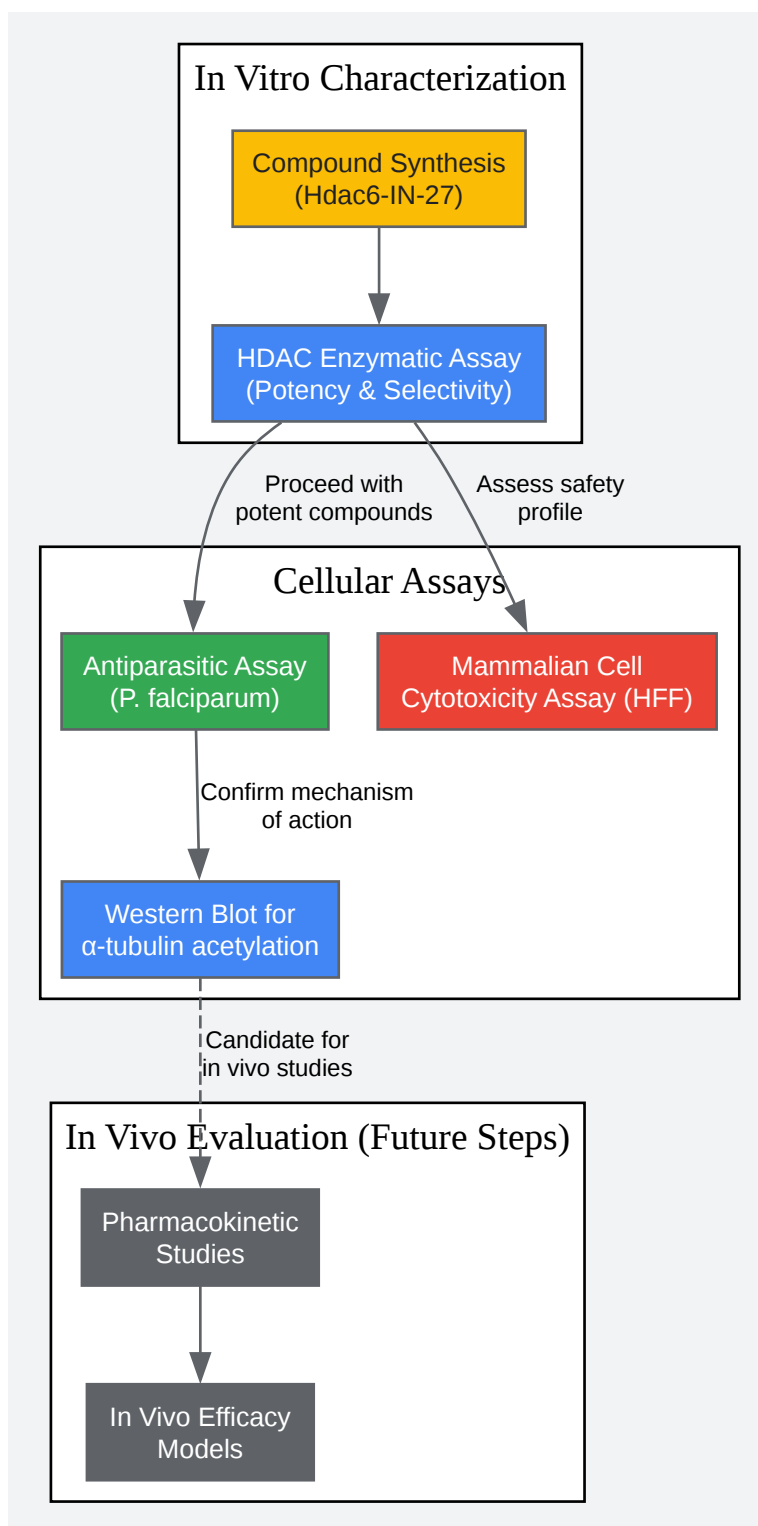 In Vitro Characterization
Compound Synthesis
(Hdac6-IN-27)
HDAC Enzymatic Assay
(Potency & Selectivity)
Proceed with
potent compounds
Assess safety
profile
Cellular Assays
Antiparasitic Assay
(P. falciparum)
Mammalian Cell
Cytotoxicity Assay (HFF)
Confirm mechanism
of action
Western Blot for
α-tubulin acetylation
Candidate for
in vivo studies
In Vivo Evaluation (Future Steps)
Pharmacokinetic
Studies
In Vivo Efficacy
Models